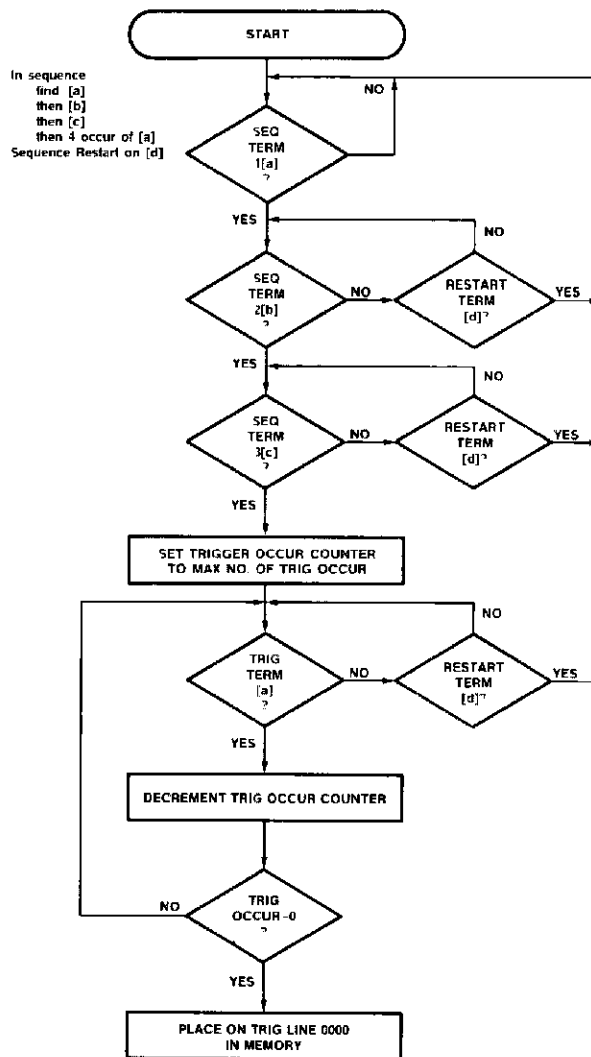 START
In sequence
find [a]
then [b]
then [c]
then 4 occur of [a]
Sequence Restart on [d]
NO
SEQ
TERM
1[a]
?
YES
NO
SEQ
TERM
2[b]
?
NO
RESTART
TERM
[d]?
YES
YES
NO
SEQ
TERM
3[c]
?
NO
RESTART
TERM
[d]?
YES
YES
SET TRIGGER OCCUR COUNTER
TO MAX NO. OF TRIG OCCUR
NO
TRIG
TERM
[a]
?
NO
RESTART
TERM
[d]?
YES
YES
DECREMENT TRIG OCCUR COUNTER
NO
TRIG
OCCUR=0
?
YES
PLACE ON TRIG LINE 0000
IN MEMORY